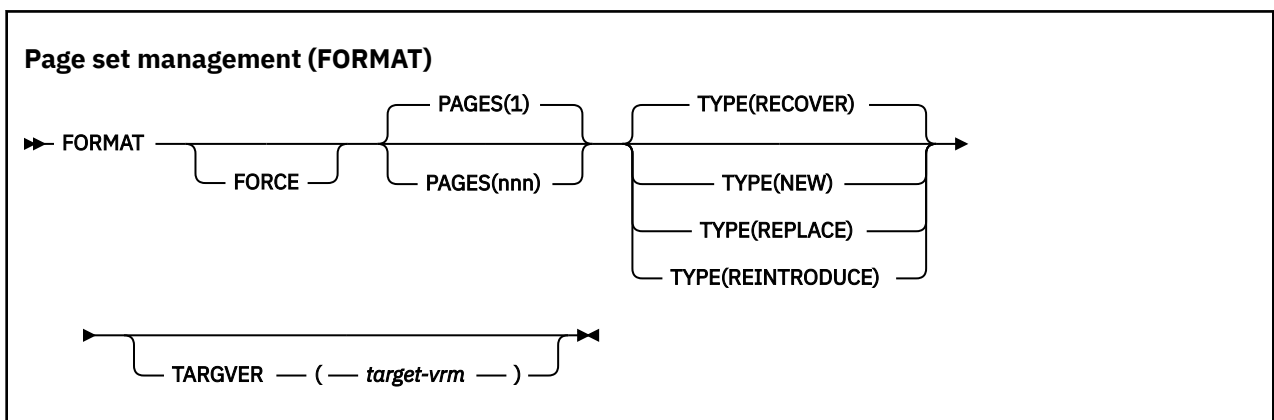 Page set management (FORMAT)
PAGES(1) TYPE(RECOVER)
FORMAT
FORCE PAGES(nnn) TYPE(NEW)
TYPE(REPLACE)
TYPE(REINTRODUCE)
TARGVER ( target-vrm )